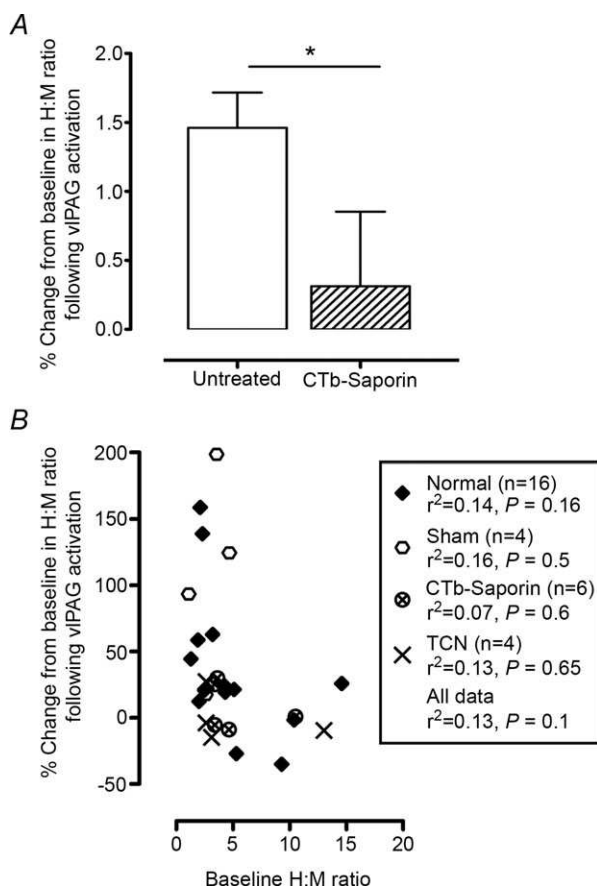 A
% Change from baseline in H:M ratio
following vlPAG activation
2.0
1.5
1.0
0.5
0.0
*
Untreated
CTb-Saporin
B
% Change from baseline in H:M ratio
following vlPAG activation
200
150
100
50
0
-50
0 5 10 15 20
Baseline H:M ratio
Normal (n=16)
r²=0.14, P = 0.16
Sham (n=4)
r²=0.16, P = 0.5
CTb-Saporin (n=6)
r²=0.07, P = 0.6
TCN (n=4)
r²=0.13, P = 0.65
All data
r²=0.13, P = 0.1